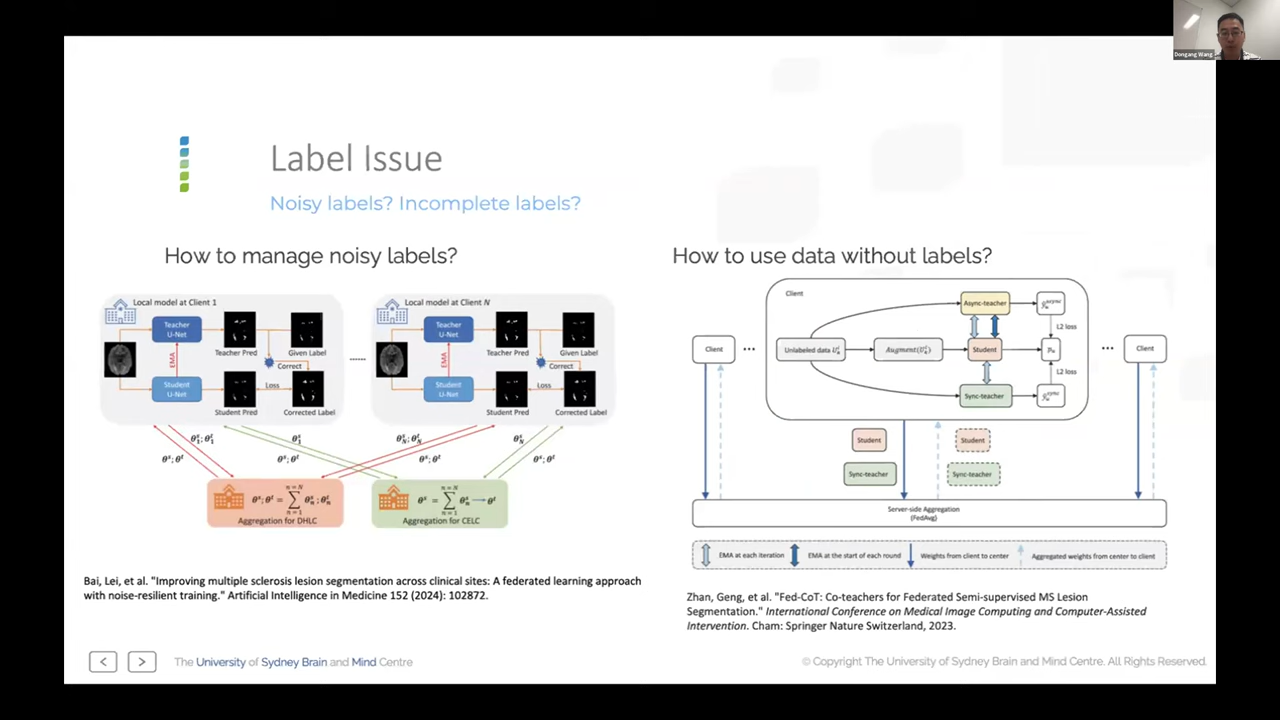 Dongang Wang
Label Issue
Noisy labels? Incomplete labels?
How to manage noisy labels?
How to use data without labels?
Local model at Client 1
Teacher
U-Net
Teacher Pred
Given Label
EMA
Correct
Student
U-Net
Loss
Student Pred
Corrected Label
Local model at Client N
Teacher
U-Net
Teacher Pred
Given Label
EMA
Correct
Student
U-Net
Loss
Student Pred
Corrected Label
Aggregation for DHLC
Aggregation for CELC
Client
Async-teacher
L2 loss
Client
Unlabeled data
Student
Client
L2 loss
Sync-teacher
Student
Student
Sync-teacher
Sync-teacher
Server-side Aggregation
(FedAvg)
EMA at each iteration
EMA at the start of each round
Weights from client to center
Aggregated weights from center to client
Bai, Lei, et al. "Improving multiple sclerosis lesion segmentation across clinical sites: A federated learning approach
with noise-resilient training." Artificial Intelligence in Medicine 152 (2024): 102872.
Zhan, Geng, et al. "Fed-CoT: Co-teachers for Federated Semi-supervised MS Lesion
Segmentation." International Conference on Medical Image Computing and Computer-Assisted
Intervention. Cham: Springer Nature Switzerland, 2023.
The University of Sydney Brain and Mind Centre
© Copyright The University of Sydney Brain and Mind Centre. All Rights Reserved.